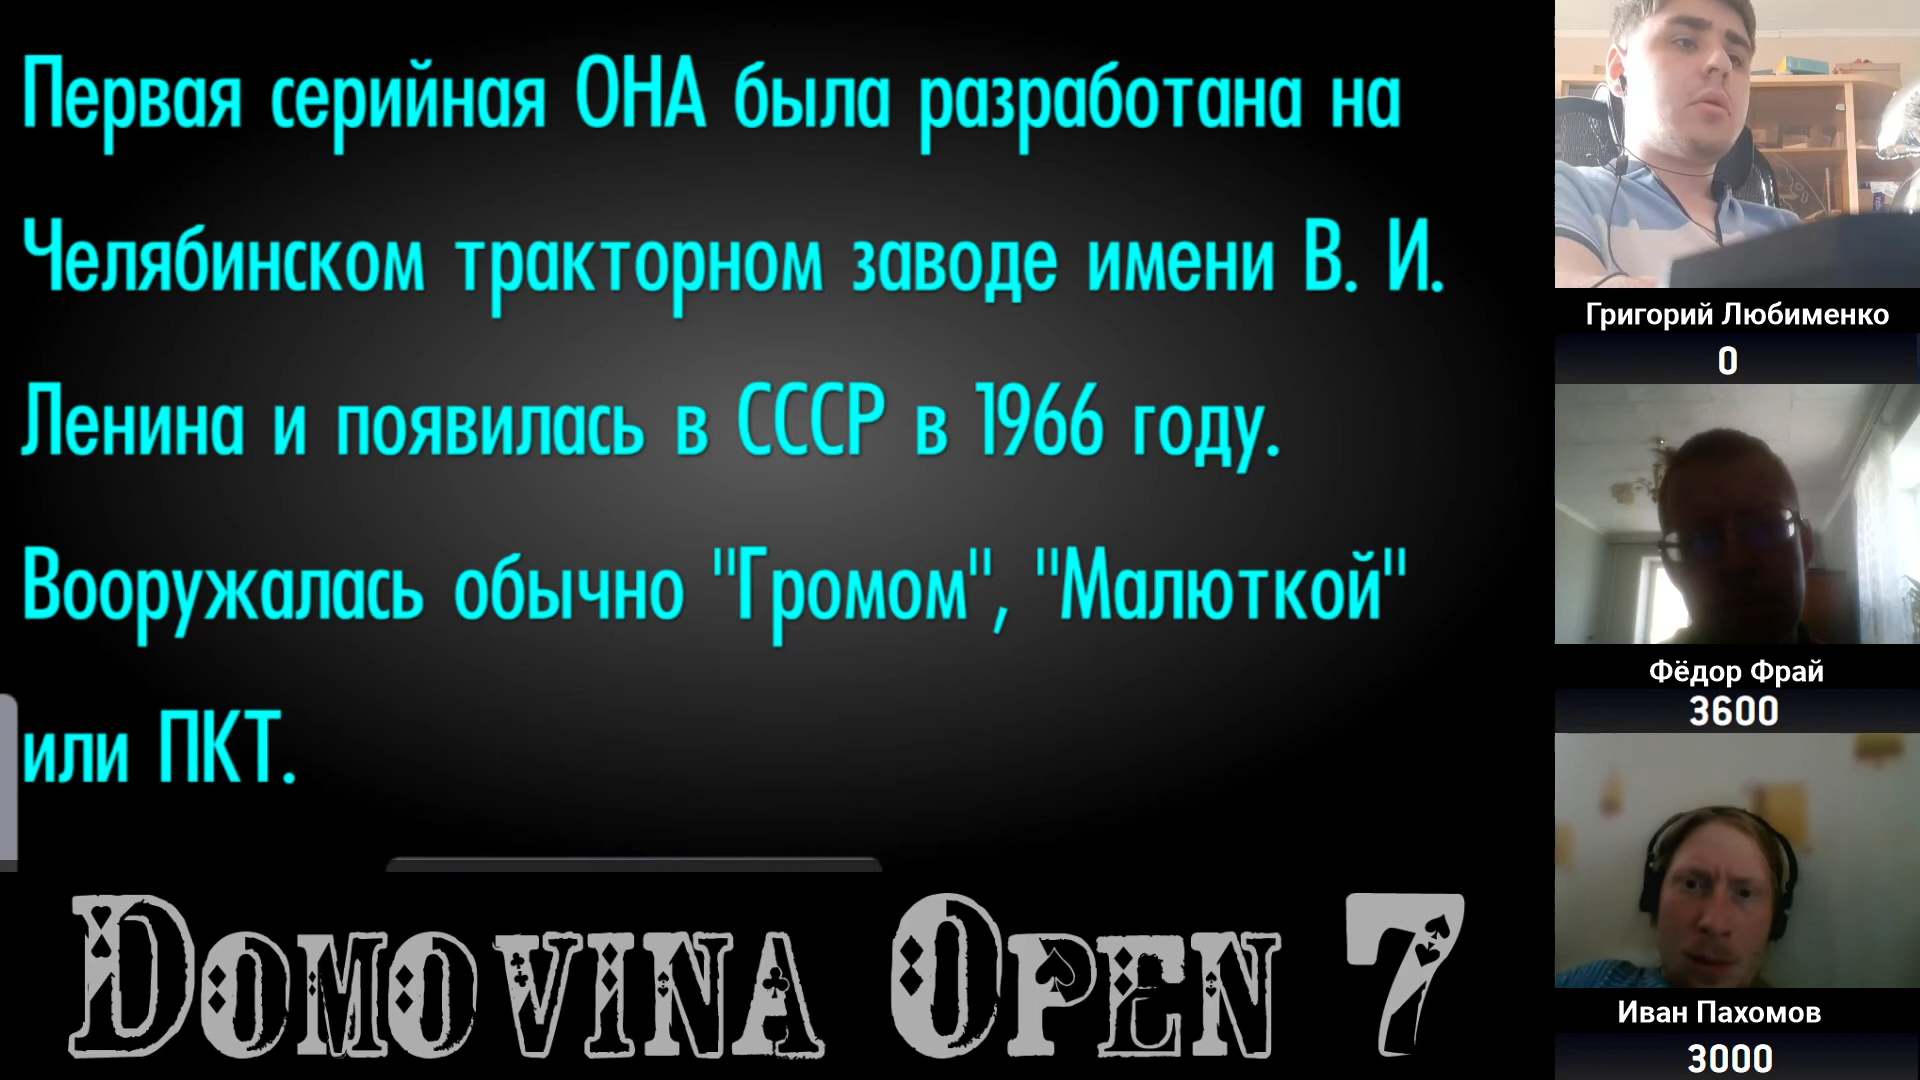 Первая серийная ОНА была разработана на
Челябинском тракторном заводе имени В. И.
Ленина и появилась в СССР в 1966 году.
Вооружалась обычно "Громом", "Малюткой"
или ПКТ.
DOMOVINA OPEN 7
Григорий Любименко
0
Фёдор Фрай
3600
Иван Пахомов
3000